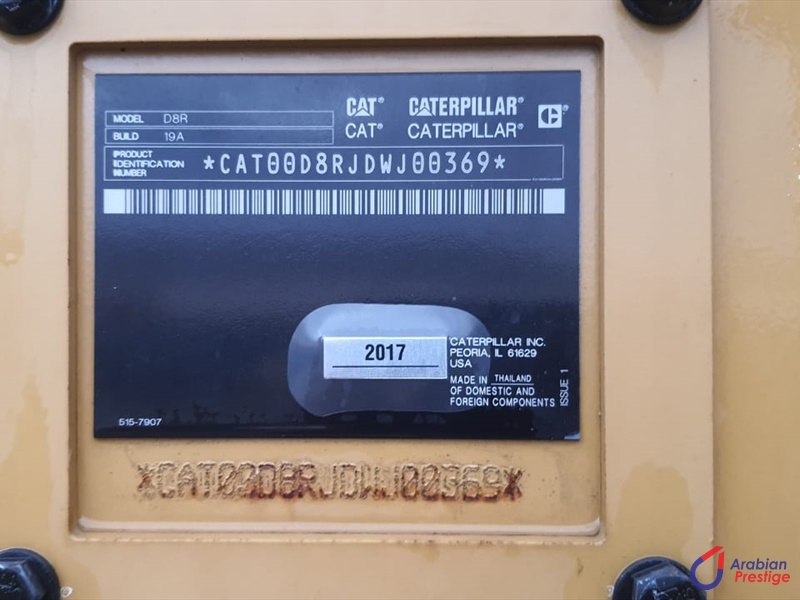 MODEL D8R
BUILD 19A
CAT® CATERPILLAR®
CAT® CATERPILLAR®
PRODUCT IDENTIFICATION NUMBER *CAT00D8RJDWJ00369*
2017
CATERPILLAR INC.
PEORIA, IL 61629
USA
MADE IN THAILAND
OF DOMESTIC AND
FOREIGN COMPONENTS
ISSUE 1
515-7907
*CAT00D8RJDWJ00369*
Arabian
Prestige